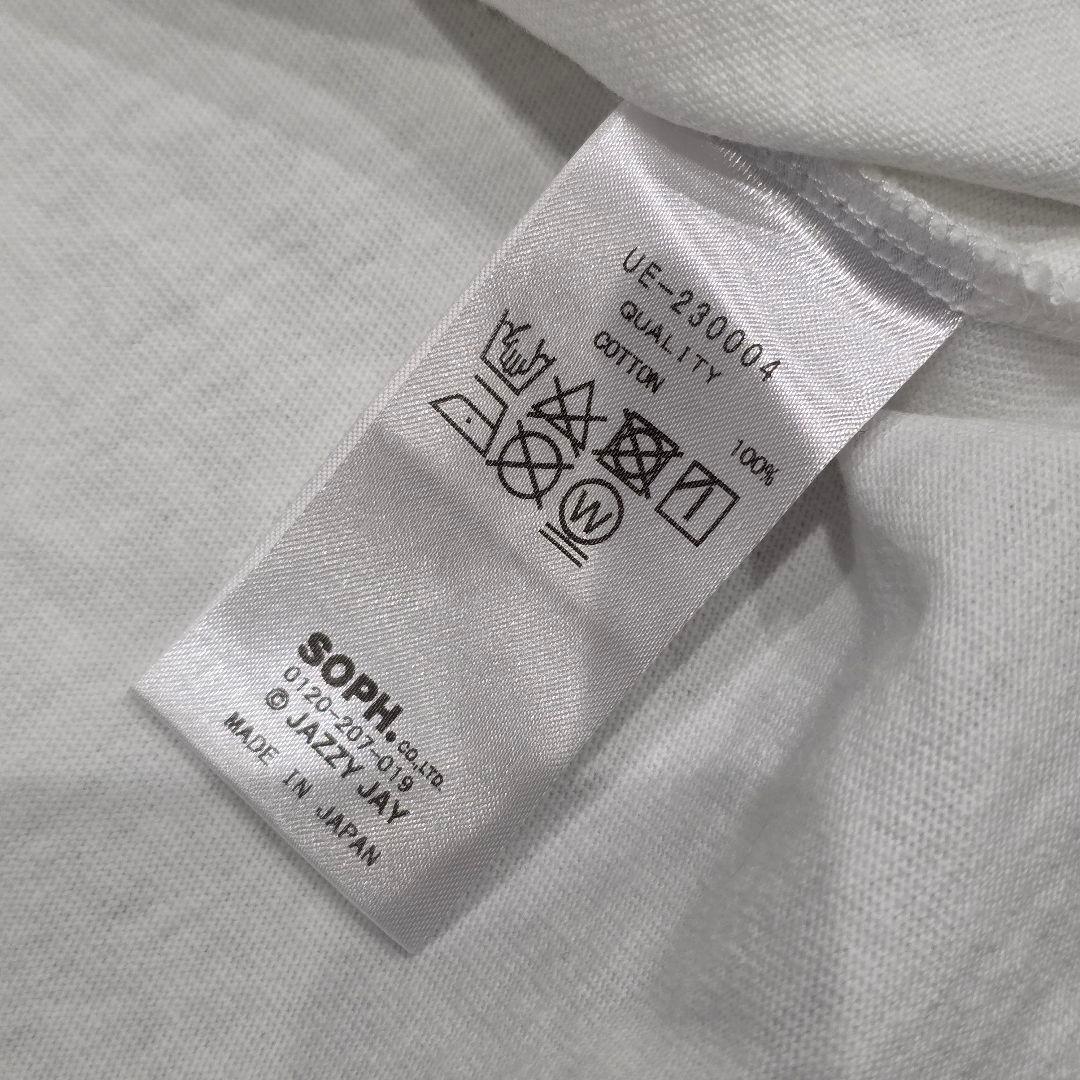 UE-230004
QUALITY
COTTON 100%
W
SOPH.CO.,LTD.
0120-207-019
© JAZZY JAY
MADE IN JAPAN